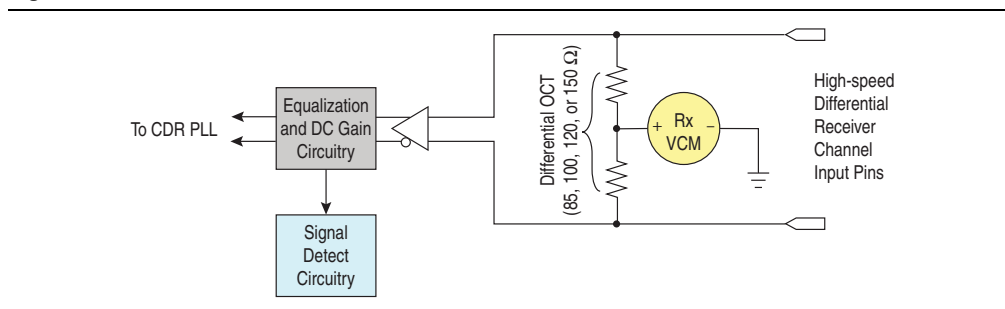 To CDR PLL
Equalization
and DC Gain
Circuitry
Signal
Detect
Circuitry
Differential OCT
(85, 100, 120, or 150 Ω)
+ Rx –
VCM
High-speed
Differential
Receiver
Channel
Input Pins